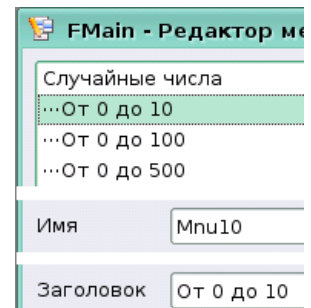 FMain - Редактор ме
Случайные числа
···От 0 до 10
···От 0 до 100
···От 0 до 500
Имя Mnu10
Заголовок От 0 до 10